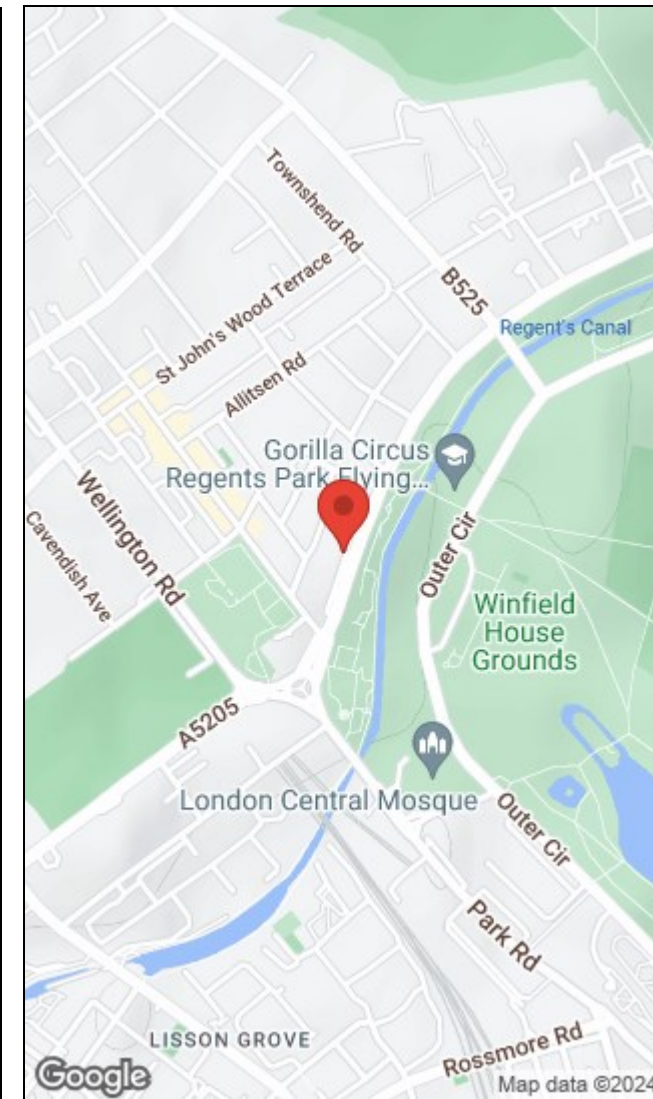 Townshend Rd
St John's Wood Terrace
B525
Regent's Canal
Allitsen Rd
Gorilla Circus
Regents Park Flying...
Wellington Rd
Cavendish Ave
Outer Cir
Winfield
House
Grounds
A5205
London Central Mosque
Outer Cir
Park Rd
LISSON GROVE
Rossmore Rd
Google
Map data ©2024